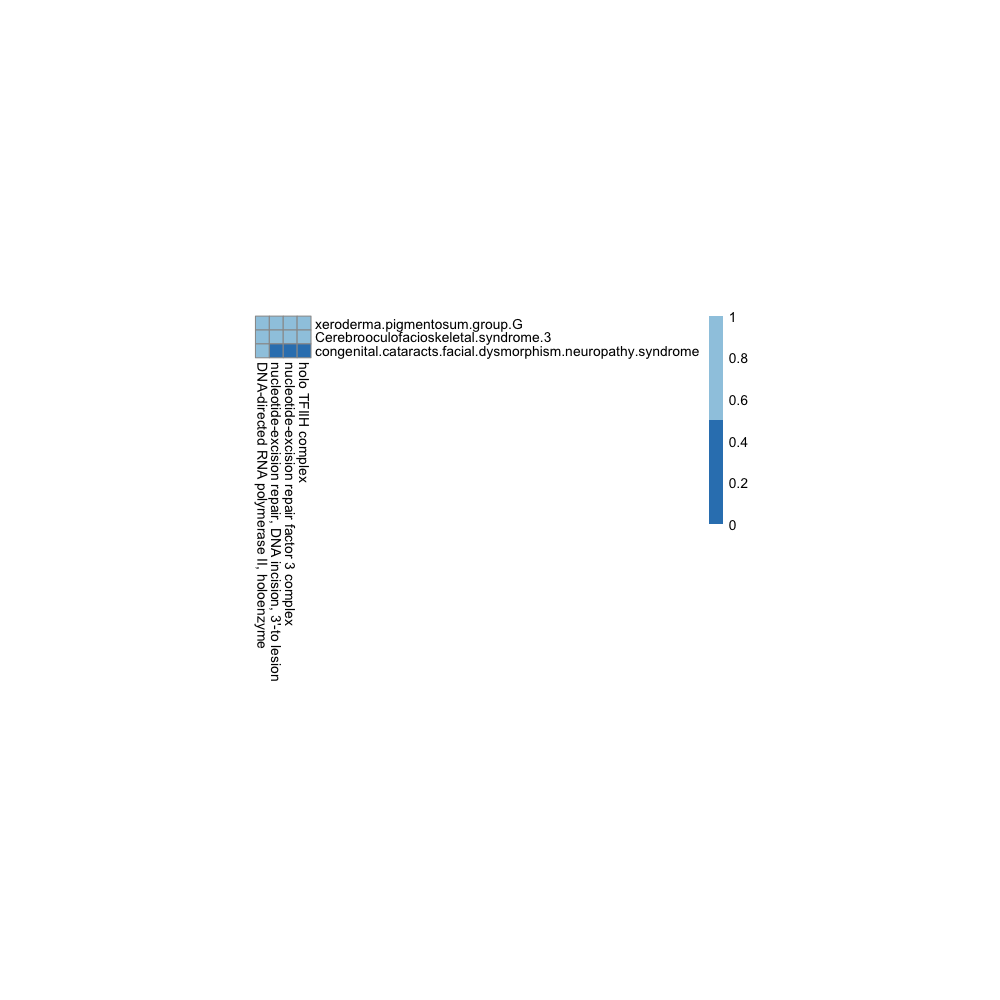 xeroderma.pigmentosum.group.G
Cerebrooculofacioskeletal.syndrome.3
congenital.cataracts.facial.dysmorphism.neuropathy.syndrome
DNA-directed RNA polymerase II, holoenzyme
nucleotide-excision repair, DNA incision, 3'-to lesion
nucleotide-excision repair factor 3 complex
holo TFIIH complex
1
0.8
0.6
0.4
0.2
0